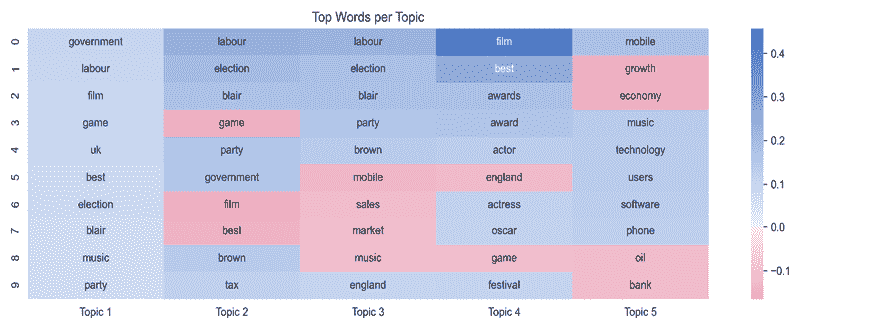 Top Words per Topic
0 government labour labour film mobile
1 labour election election best growth
2 film blair blair awards economy
3 game game party award music
4 uk party brown actor technology
5 best government mobile england users
6 election film sales actress software
7 blair best market oscar phone
8 music brown music game oil
9 party tax england festival bank
Topic 1 Topic 2 Topic 3 Topic 4 Topic 5
0.4
0.3
0.2
0.1
0.0
−0.1